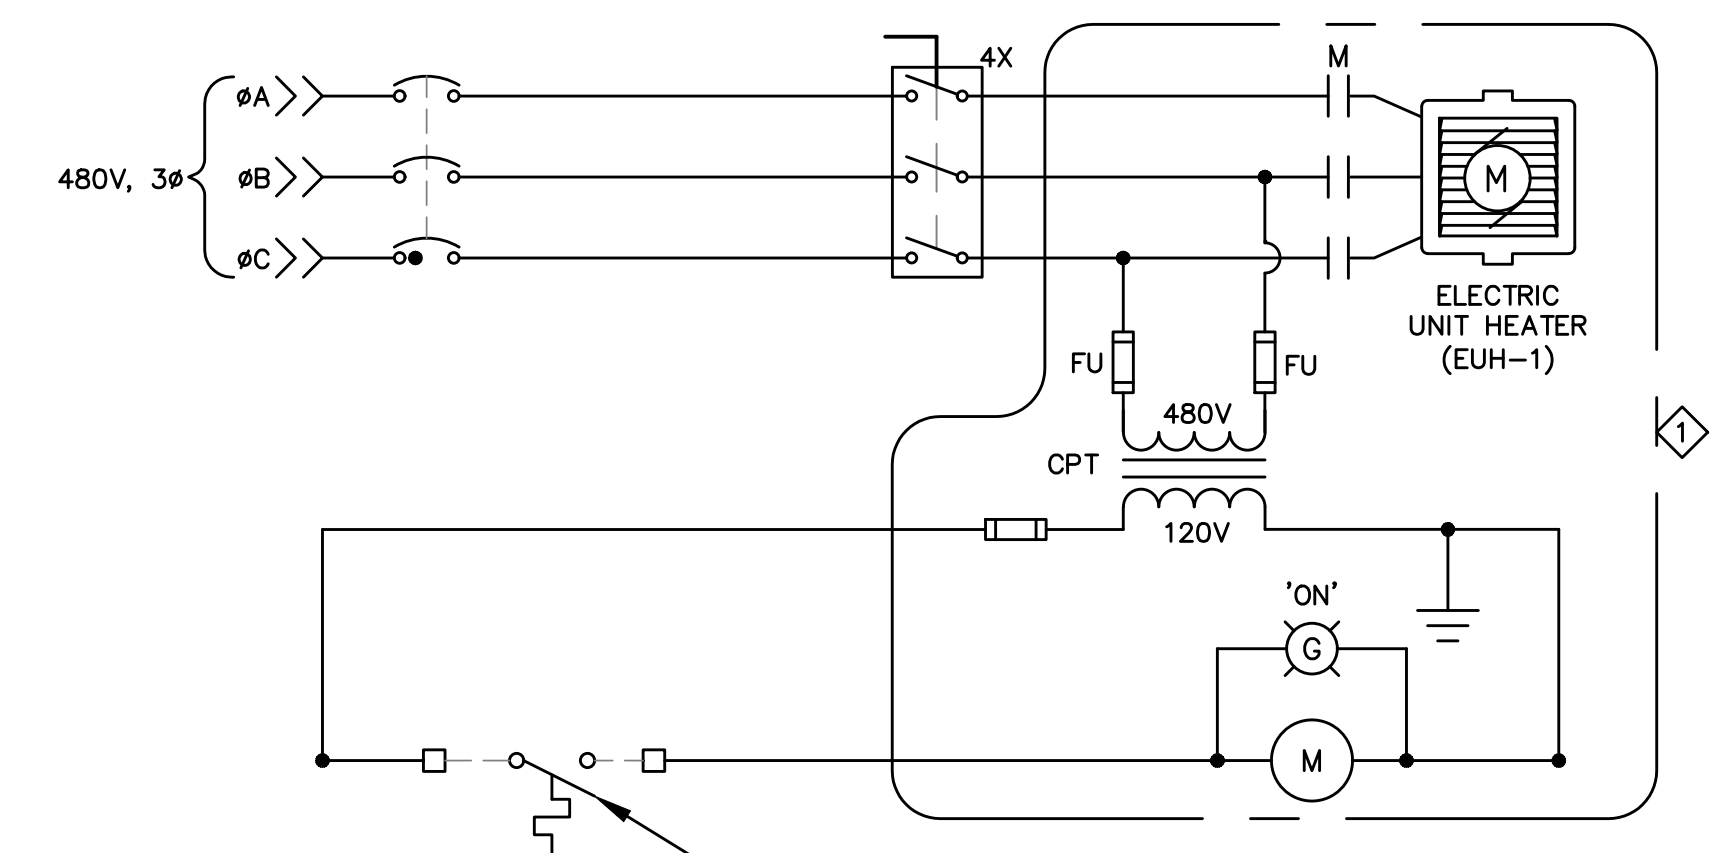 4X
M
øA
480V, 3ø
øB
M
øC
ELECTRIC
UNIT HEATER
(EUH-1)
FU
FU
480V
1
CPT
120V
'ON'
G
M